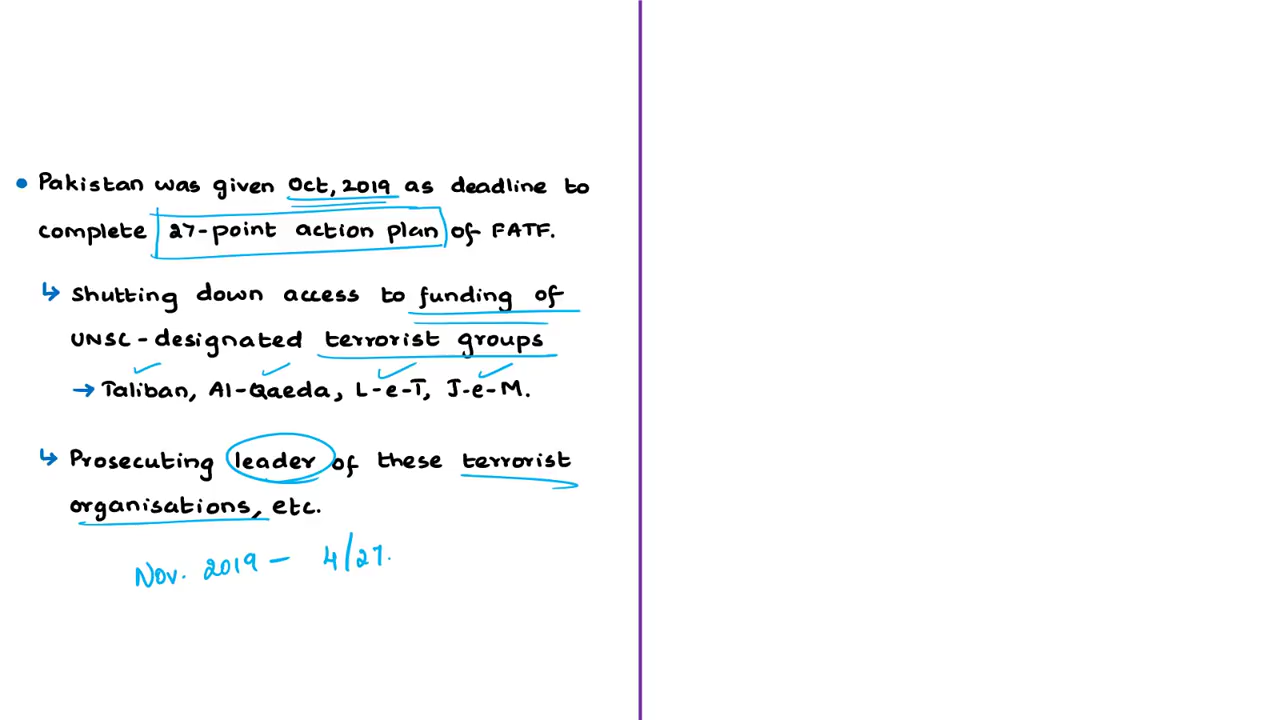 • Pakistan was given Oct, 2019 as deadline to
complete 27-point action plan of FATF.
↳ Shutting down access to funding of
UNSC-designated terrorist groups
→ Taliban, Al-Qaeda, L-e-T, J-e-M.
↳ Prosecuting leader of these terrorist
organisations, etc.
Nov. 2019 - 4/27.